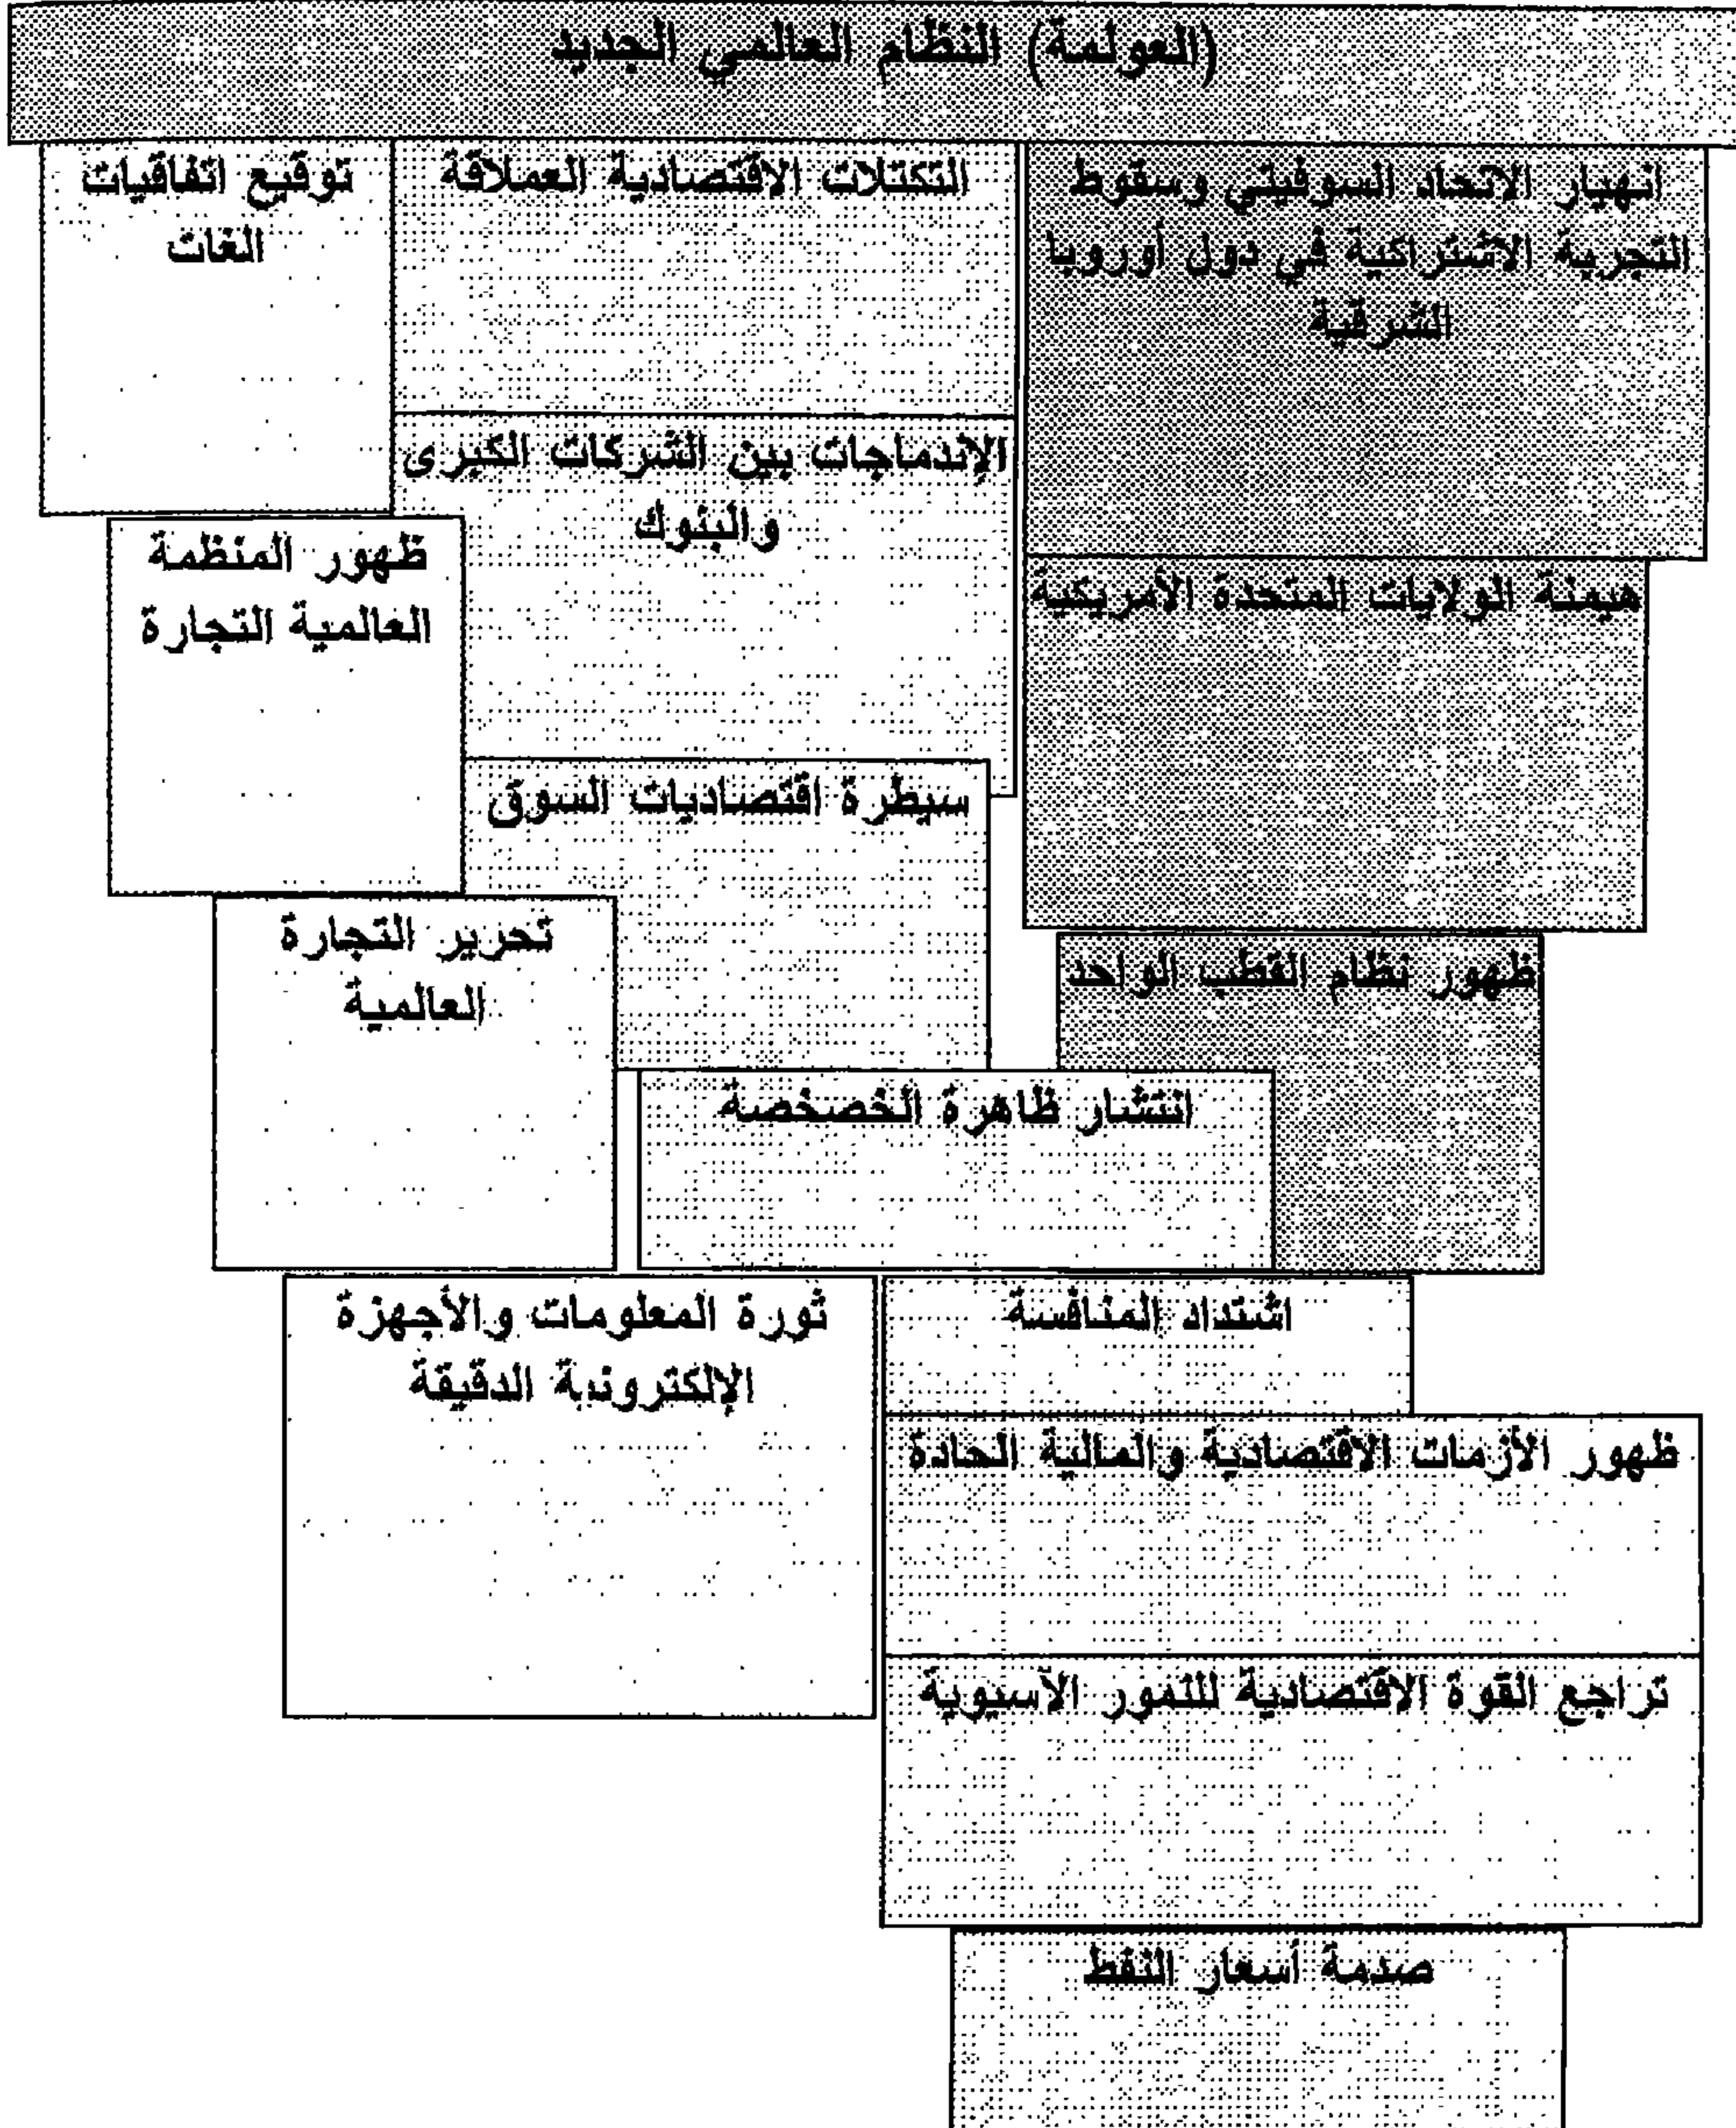 (العولمة) النظام العالمي الجديد
انهيار الاتحاد السوفيتي وسقوط
التجربة الاشتراكية في دول أوروبا
الشرقية
التكتلات الاقتصادية العملاقة
توقيع اتفاقيات
الغات
الإندماجات بين الشركات الكبرى
والبنوك
ظهور المنظمة
العالمية التجارة
هيمنة الولايات المتحدة الأمريكية
سيطرة اقتصاديات السوق
تحرير التجارة
العالمية
ظهور نظام القطب الواحد
انتشار ظاهرة الخصخصة
اشتداد المنافسة
ثورة المعلومات والأجهزة
الإلكترونية الدقيقة
ظهور الأزمات الاقتصادية والمالية الحادة
تراجع القوة الاقتصادية للنمور الآسيوية
صدمة أسعار النفط